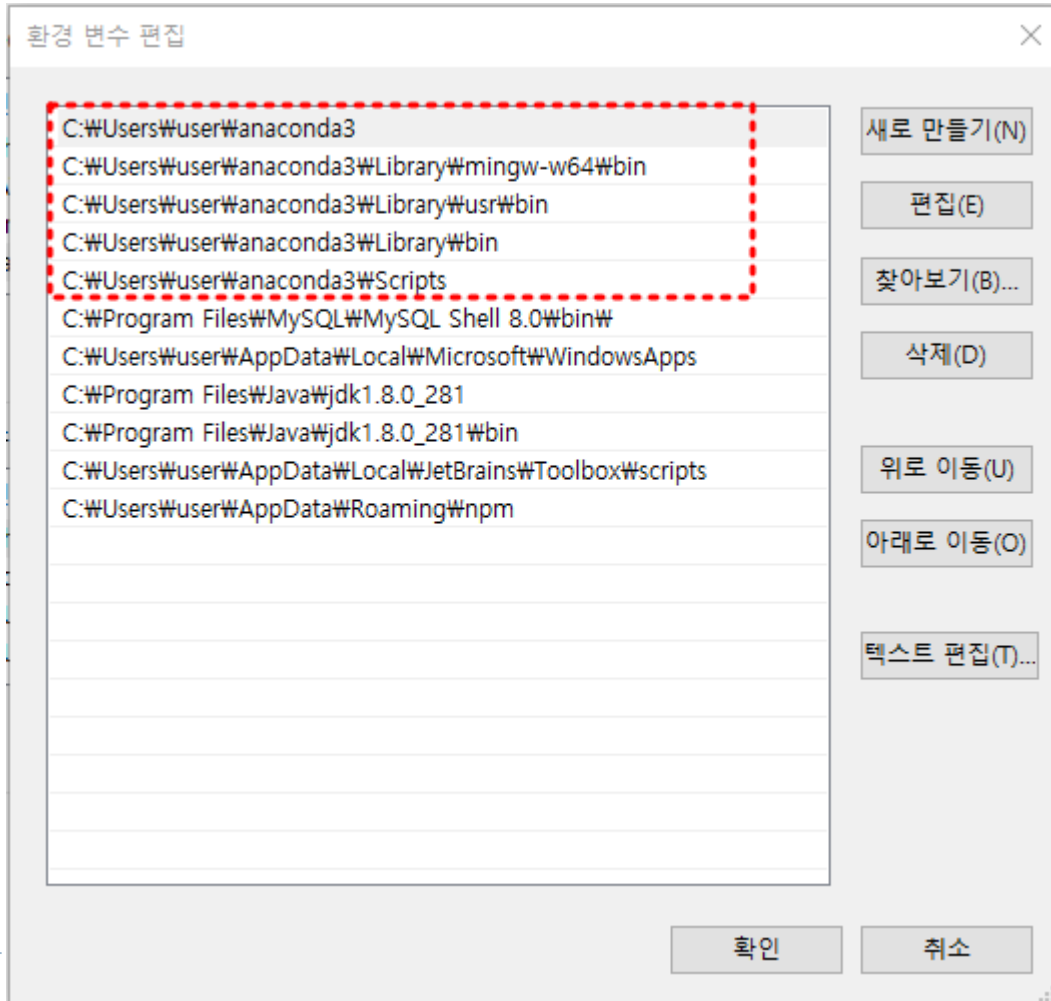 환경 변수 편집
C:₩Users₩user₩anaconda3
C:₩Users₩user₩anaconda3₩Library₩mingw-w64₩bin
C:₩Users₩user₩anaconda3₩Library₩usr₩bin
C:₩Users₩user₩anaconda3₩Library₩bin
C:₩Users₩user₩anaconda3₩Scripts
C:₩Program Files₩MySQL₩MySQL Shell 8.0₩bin₩
C:₩Users₩user₩AppData₩Local₩Microsoft₩WindowsApps
C:₩Program Files₩Java₩jdk1.8.0_281
C:₩Program Files₩Java₩jdk1.8.0_281₩bin
C:₩Users₩user₩AppData₩Local₩JetBrains₩Toolbox₩scripts
C:₩Users₩user₩AppData₩Roaming₩npm
새로 만들기(N)
편집(E)
찾아보기(B)...
삭제(D)
위로 이동(U)
아래로 이동(O)
텍스트 편집(T)...
확인
취소